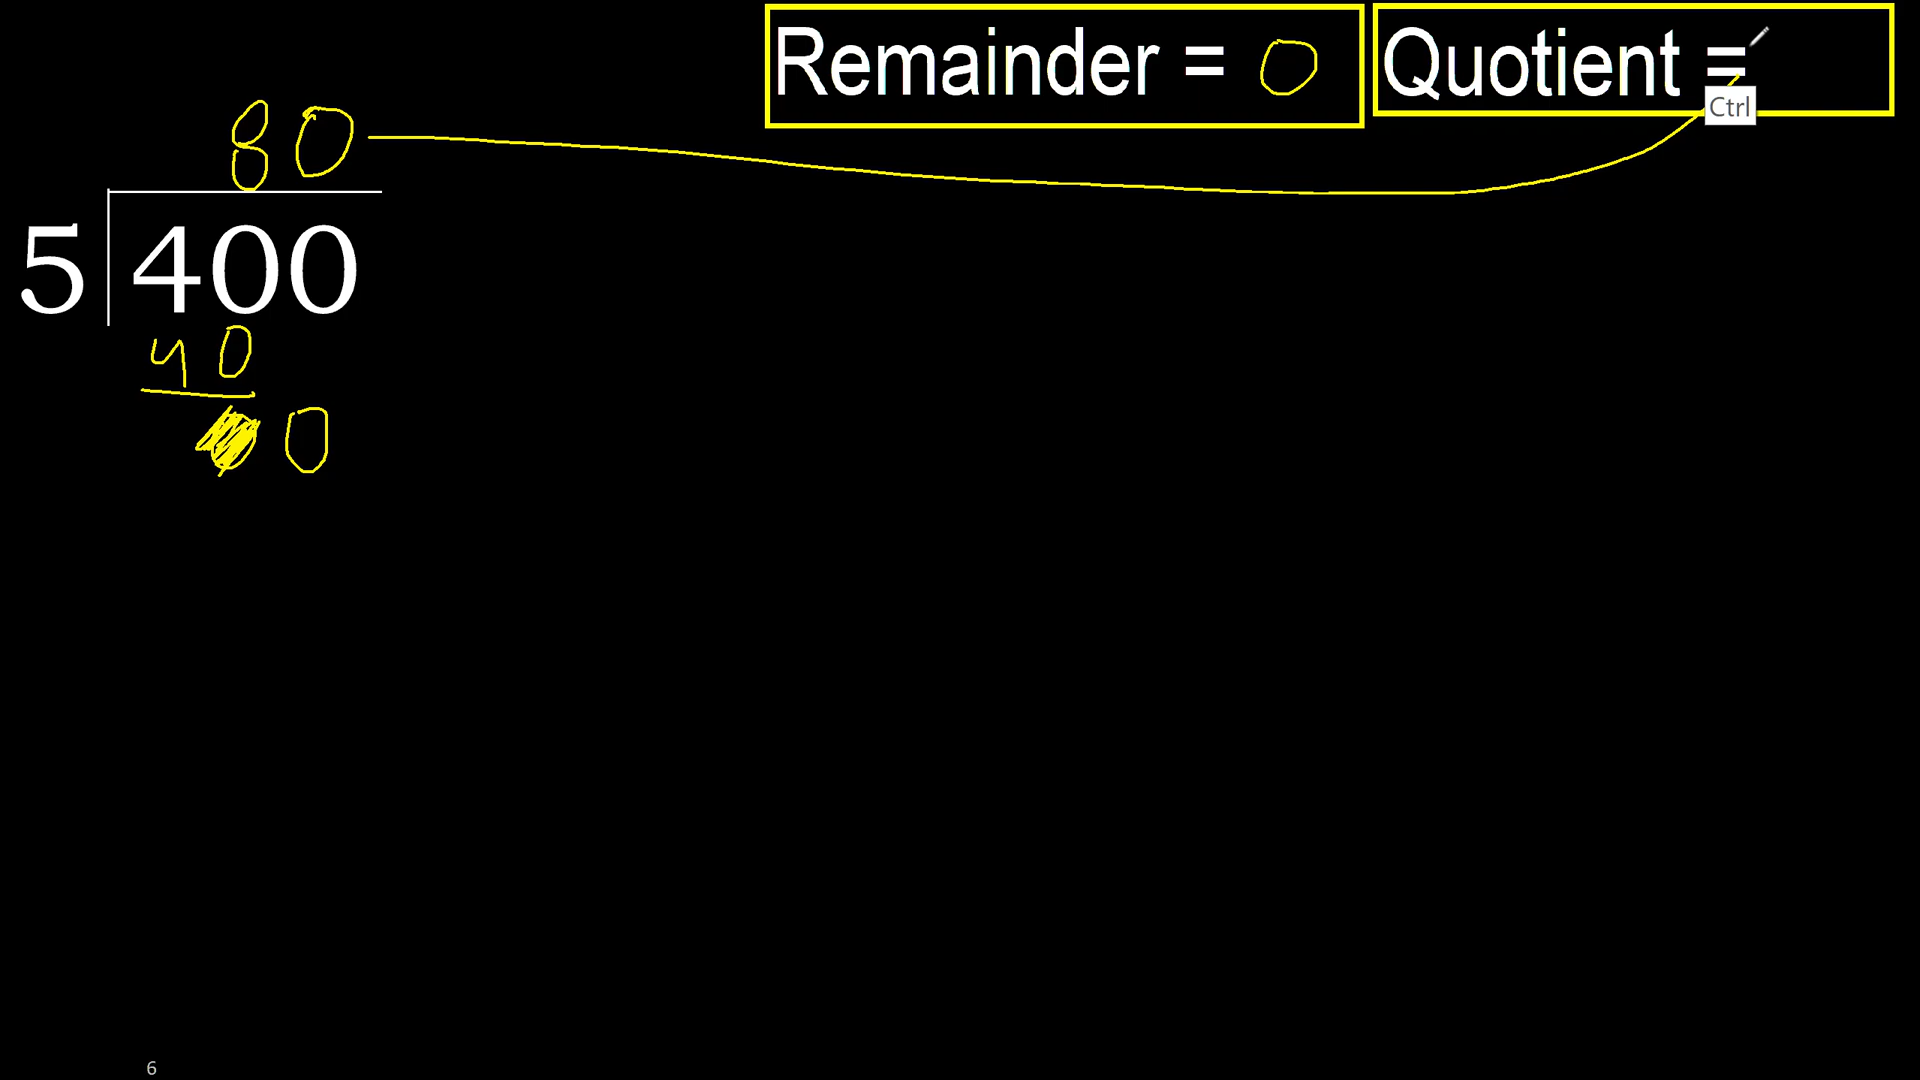 Remainder = 0
Quotient =
Ctrl
80
5 400
40
0
6